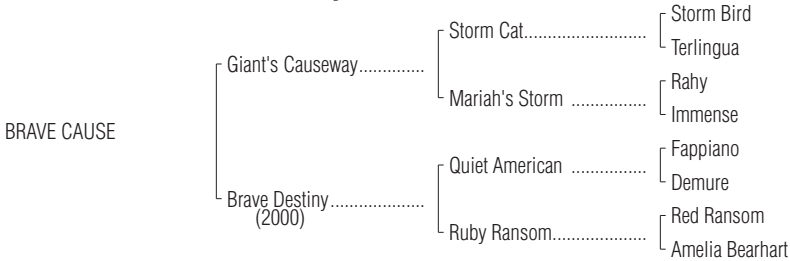 Storm Bird
Storm Cat........................
Terlingua
Giant's Causeway..............
Rahy
Mariah's Storm ................
Immense
BRAVE CAUSE
Fappiano
Quiet American ................
Demure
Brave Destiny....................
(2000)
Red Ransom
Ruby Ransom....................
Amelia Bearhart